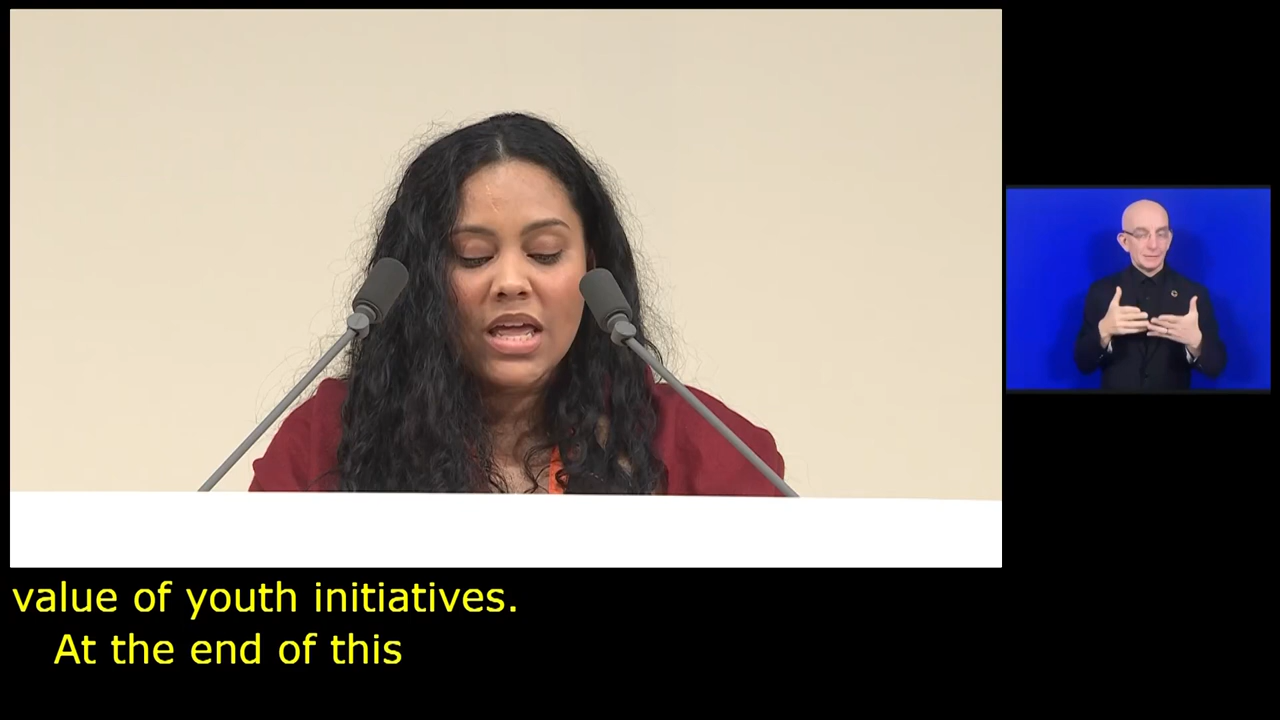 value of youth initiatives.
At the end of this